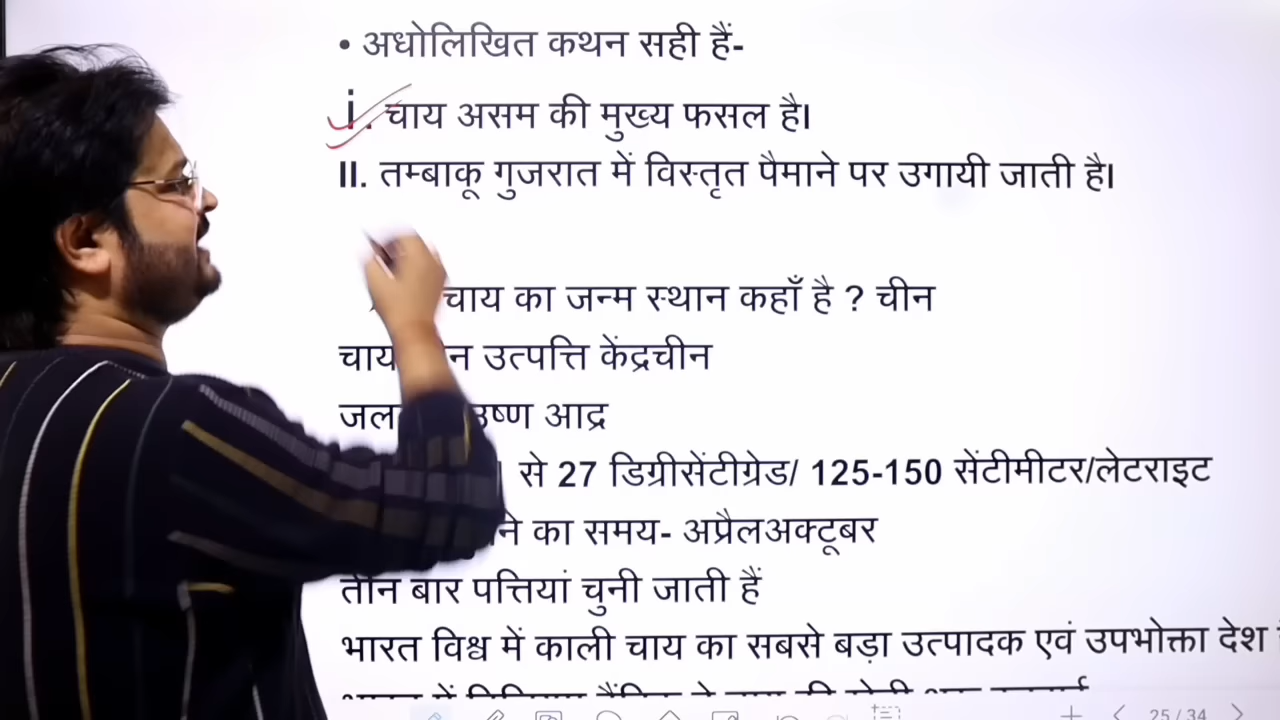 • अधोलिखित कथन सही हैं-
i. चाय असम की मुख्य फसल है।
II. तम्बाकू गुजरात में विस्तृत पैमाने पर उगायी जाती है।
चाय का जन्म स्थान कहाँ है ? चीन
चाय उत्पत्ति केंद्रचीन
उष्ण आद्र
से 27 डिग्रीसेंटीग्रेड/ 125-150 सेंटीमीटर/लेटराइट
का समय- अप्रैलअक्टूबर
तीन बार पत्तियां चुनी जाती हैं
भारत विश्व में काली चाय का सबसे बड़ा उत्पादक एवं उपभोक्ता देश
25 / 34